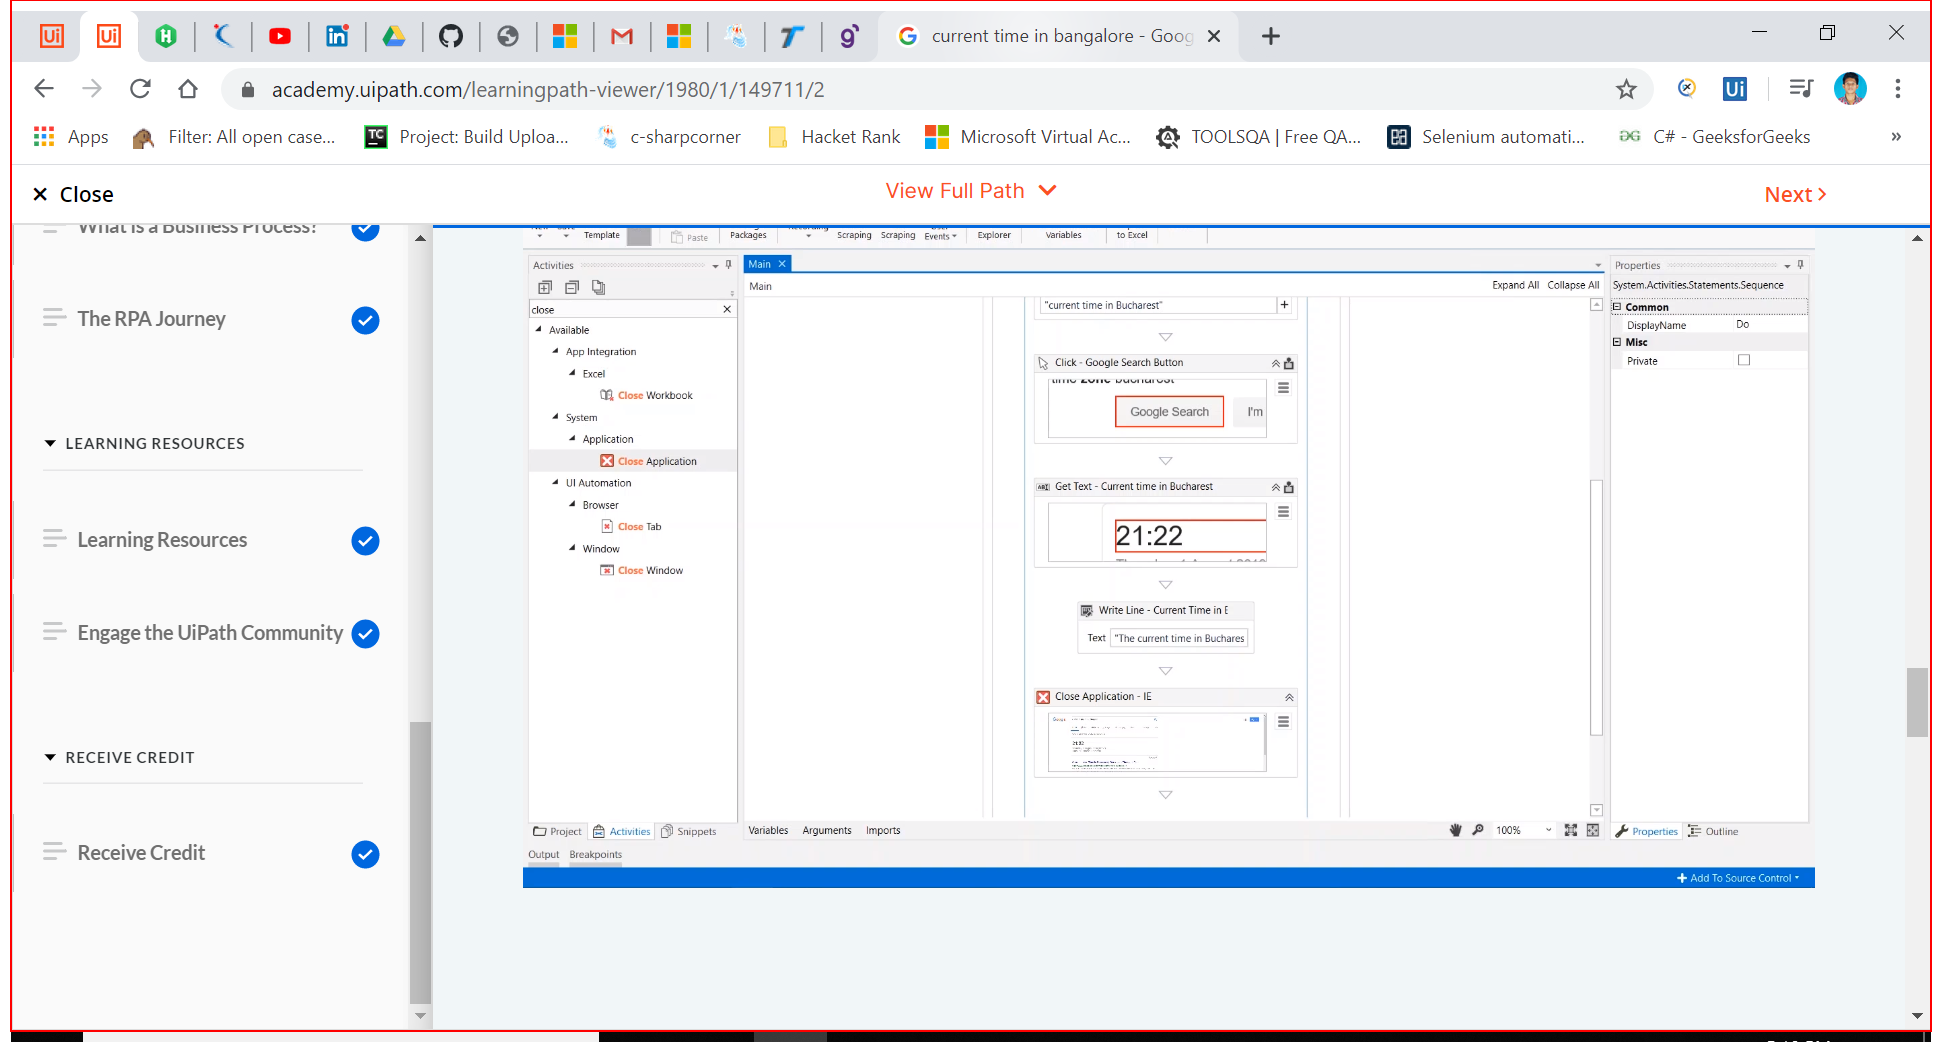 current time in bangalore - Goog
academy.uipath.com/learningpath-viewer/1980/1/149711/2
Apps Filter: All open case... Project: Build Uploa... c-sharpcorner Hacket Rank Microsoft Virtual Ac... TOOLSQA | Free QA... Selenium automati... C# - GeeksforGeeks »
Close
View Full Path
Next
What is a Business Process?
The RPA Journey
LEARNING RESOURCES
Learning Resources
Engage the UiPath Community
RECEIVE CREDIT
Receive Credit
Template Paste Packages Scraping Scraping Events Explorer Variables to Excel
Activities
close
Available
App Integration
Excel
Close Workbook
System
Application
Close Application
UI Automation
Browser
Close Tab
Window
Close Window
Project Activities Snippets
Output Breakpoints
Main
Main
Expand All Collapse All
"current time in Bucharest"
Click - Google Search Button
time zone bucharest
Google Search I'm
Get Text - Current time in Bucharest
21:22
Write Line - Current Time in
Text "The current time in Buchares
Close Application - IE
21:22
Variables Arguments Imports
100%
Properties
System.Activities.Statements.Sequence
Common
DisplayName Do
Misc
Private
Properties Outline
Add To Source Control